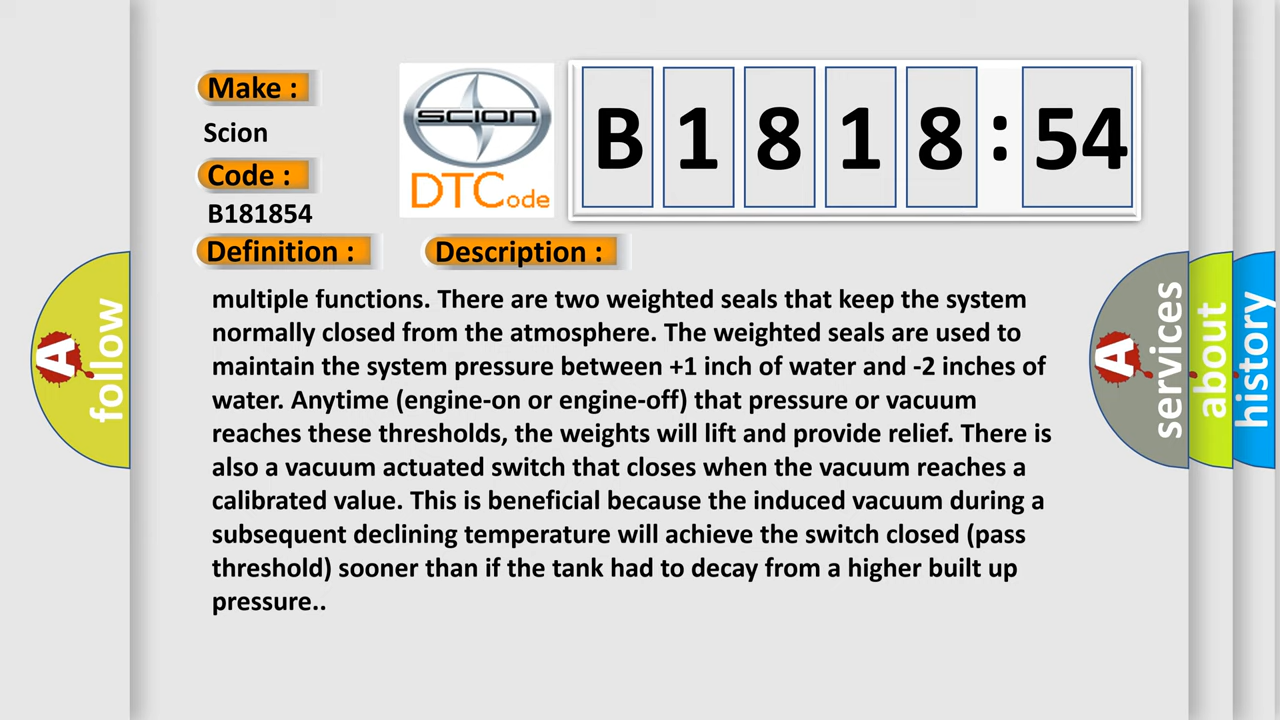 Make :
Scion
Code :
B181854
SCION
DTCode
B 1 8 1 8 : 54
Definition :
Description :
multiple functions. There are two weighted seals that keep the system
normally closed from the atmosphere. The weighted seals are used to
maintain the system pressure between +1 inch of water and -2 inches of
water. Anytime (engine-on or engine-off) that pressure or vacuum
reaches these thresholds, the weights will lift and provide relief. There is
also a vacuum actuated switch that closes when the vacuum reaches a
calibrated value. This is beneficial because the induced vacuum during a
subsequent declining temperature will achieve the switch closed (pass
threshold) sooner than if the tank had to decay from a higher built up
pressure..
A
follow
A
services
about
history